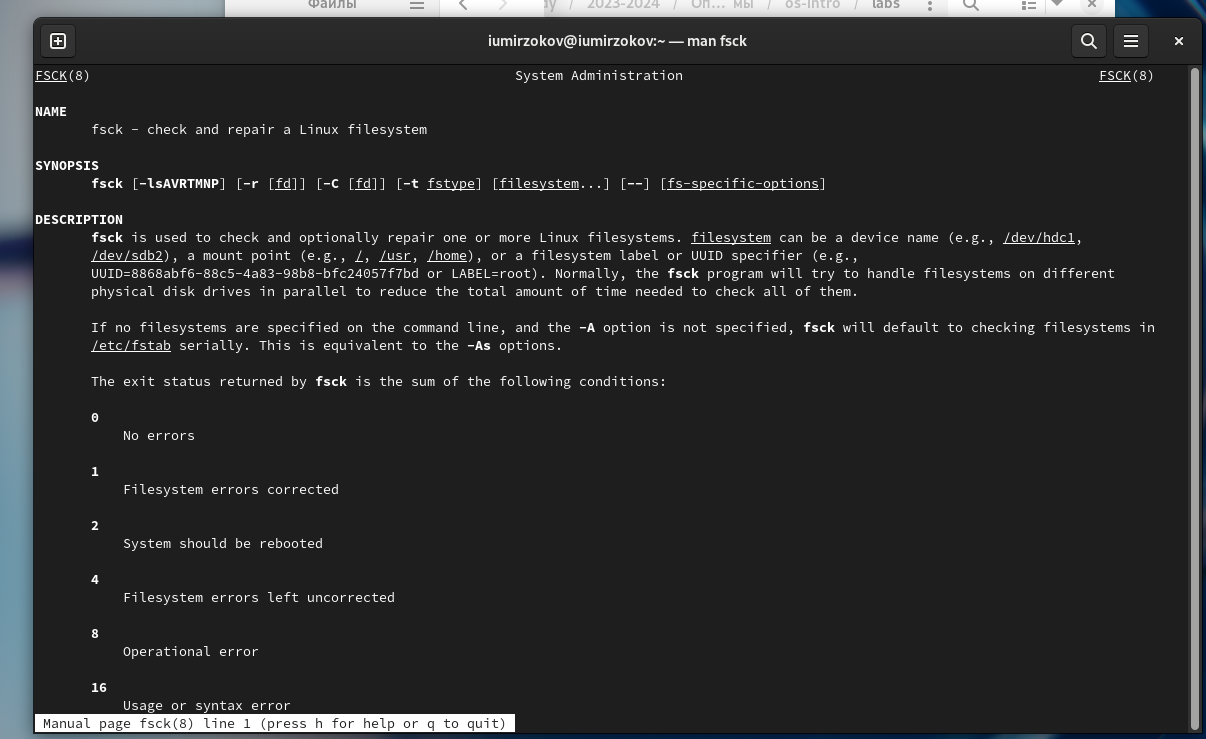 Файлы
/ 2023-2024 / Оп… мы / os-intro / labs
iumirzokov@iumirzokov:~ — man fsck
FSCK(8) System Administration FSCK(8)
NAME
fsck - check and repair a Linux filesystem
SYNOPSIS
fsck [-lsAVRTMNP] [-r [fd]] [-C [fd]] [-t fstype] [filesystem...] [--] [fs-specific-options]
DESCRIPTION
fsck is used to check and optionally repair one or more Linux filesystems. filesystem can be a device name (e.g., /dev/hdc1,
/dev/sdb2), a mount point (e.g., /, /usr, /home), or a filesystem label or UUID specifier (e.g.,
UUID=8868abf6-88c5-4a83-98b8-bfc24057f7bd or LABEL=root). Normally, the fsck program will try to handle filesystems on different
physical disk drives in parallel to reduce the total amount of time needed to check all of them.
If no filesystems are specified on the command line, and the -A option is not specified, fsck will default to checking filesystems in
/etc/fstab serially. This is equivalent to the -As options.
The exit status returned by fsck is the sum of the following conditions:
0
No errors
1
Filesystem errors corrected
2
System should be rebooted
4
Filesystem errors left uncorrected
8
Operational error
16
Usage or syntax error
Manual page fsck(8) line 1 (press h for help or q to quit)